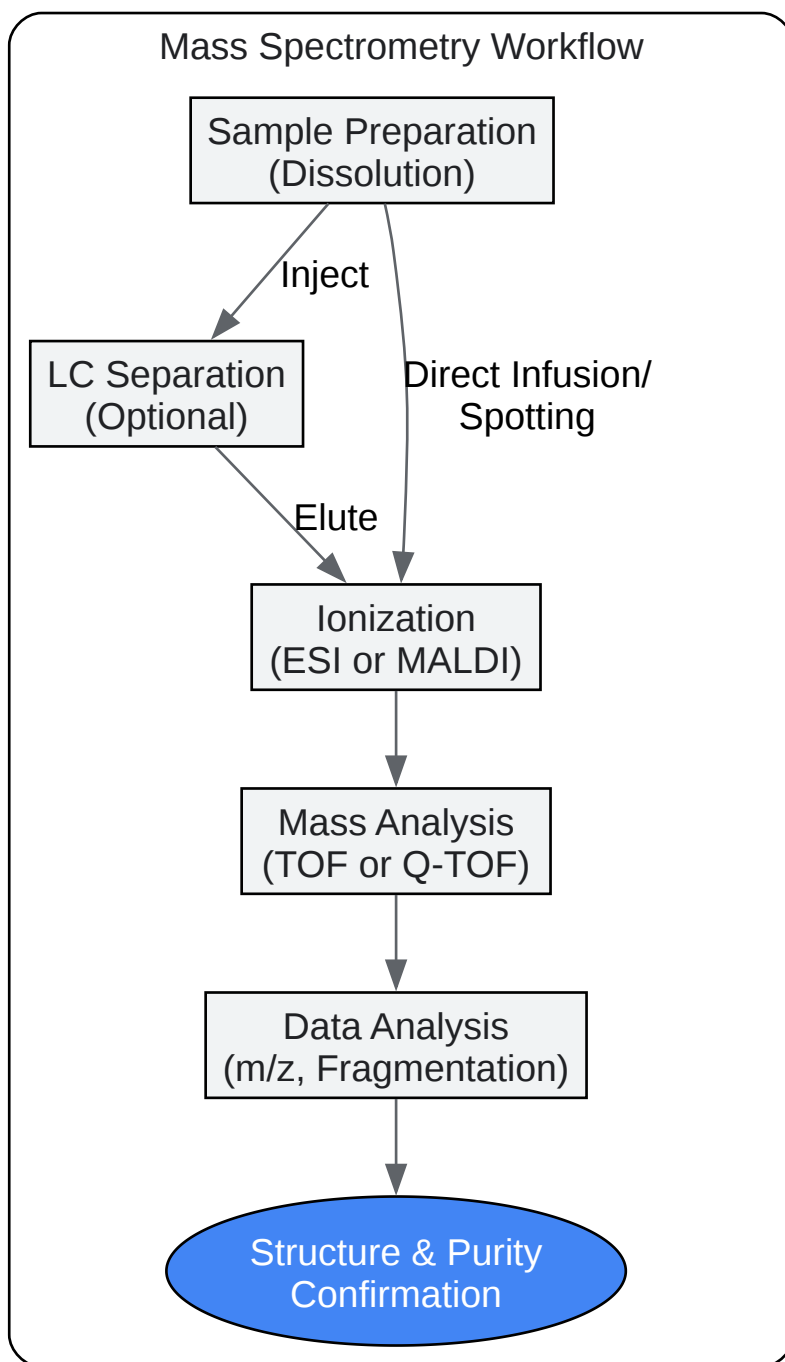 Mass Spectrometry Workflow
Sample Preparation
(Dissolution)
Inject
LC Separation
(Optional)
Direct Infusion/
Spotting
Elute
Ionization
(ESI or MALDI)
Mass Analysis
(TOF or Q-TOF)
Data Analysis
(m/z, Fragmentation)
Structure & Purity
Confirmation